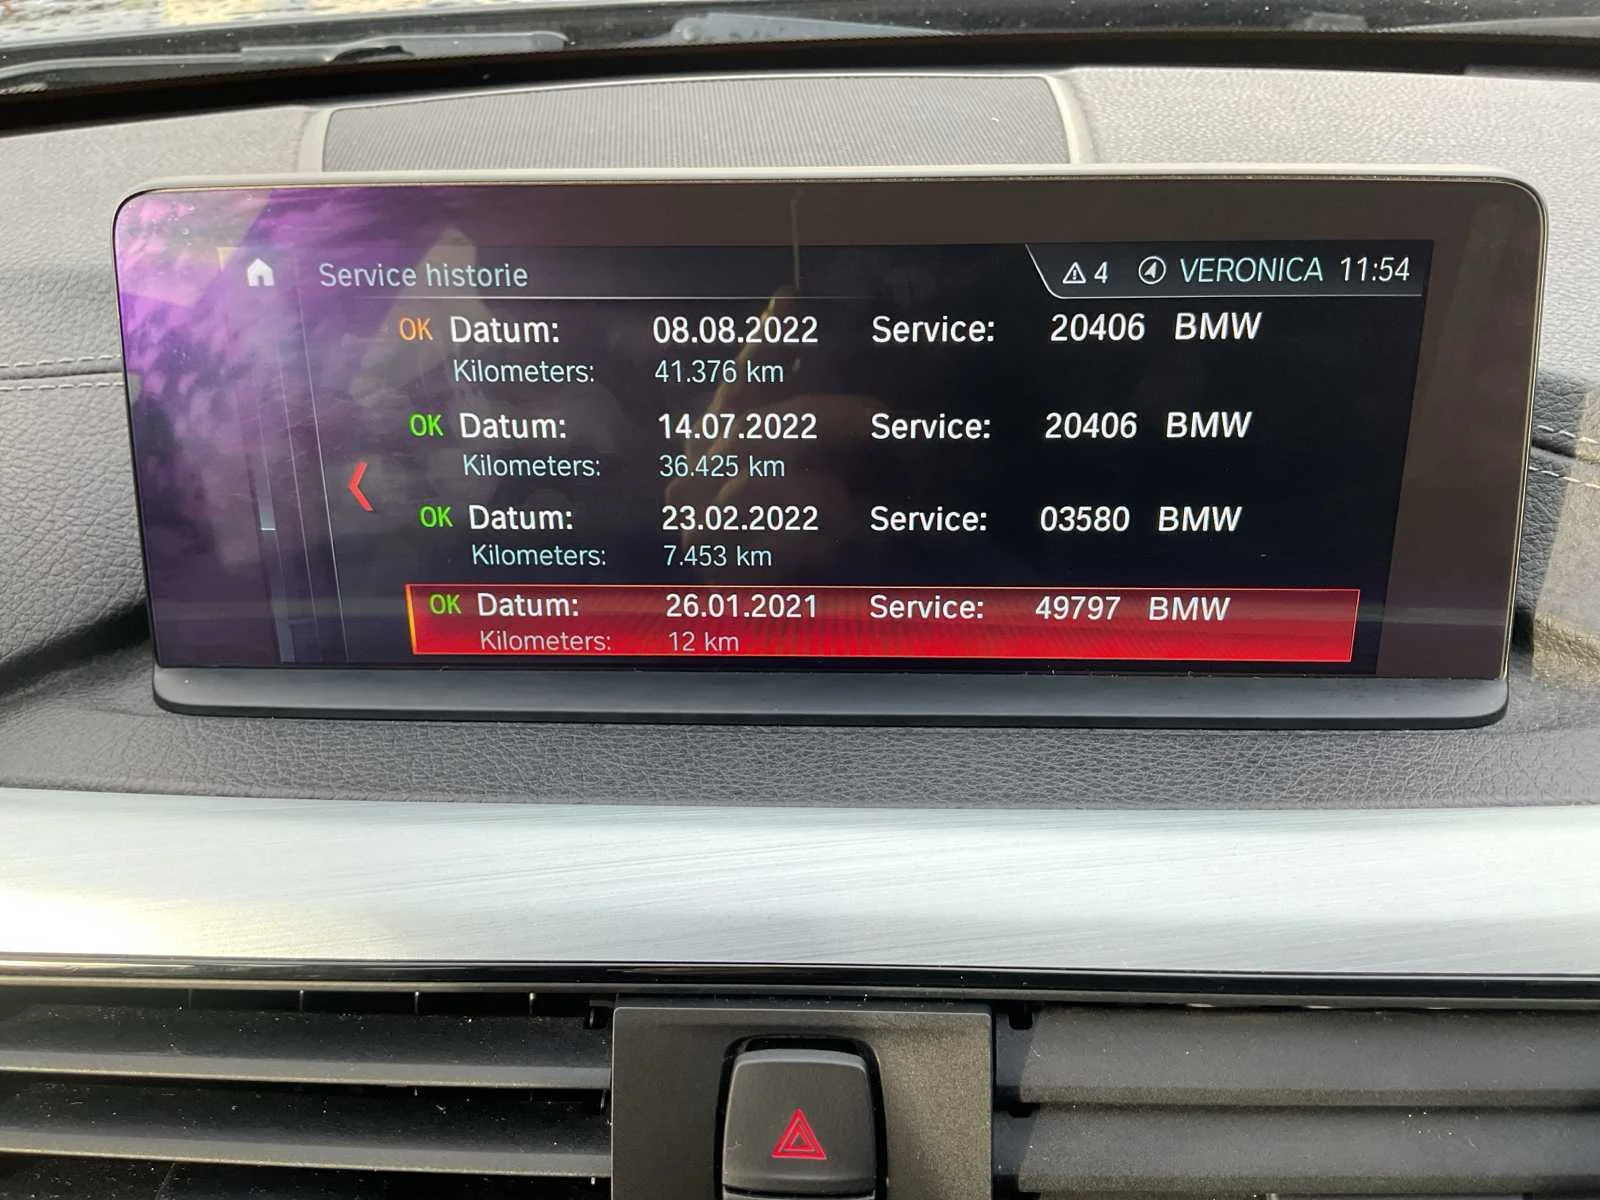 Service historie
4 VERONICA 11:54
OK Datum: 08.08.2022 Service: 20406 BMW
Kilometers: 41.376 km
OK Datum: 14.07.2022 Service: 20406 BMW
Kilometers: 36.425 km
OK Datum: 23.02.2022 Service: 03580 BMW
Kilometers: 7.453 km
OK Datum: 26.01.2021 Service: 49797 BMW
Kilometers: 12 km